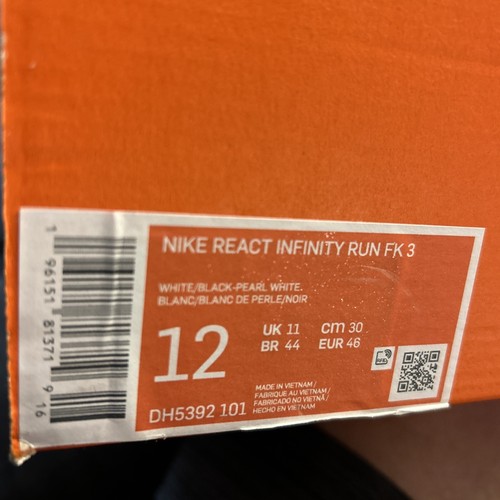 NIKE REACT INFINITY RUN FK 3
WHITE/BLACK-PEARL WHITE.
BLANC/BLANC DE PERLE/NOIR
12
UK 11 cm 30
BR 44 EUR 46
DH5392 101
MADE IN VIETNAM /
FABRIQUE AU VIETNAM /
FABRICADO NO VIETNÃ /
HECHO EN VIETNAM
1 96151 81371 9 16